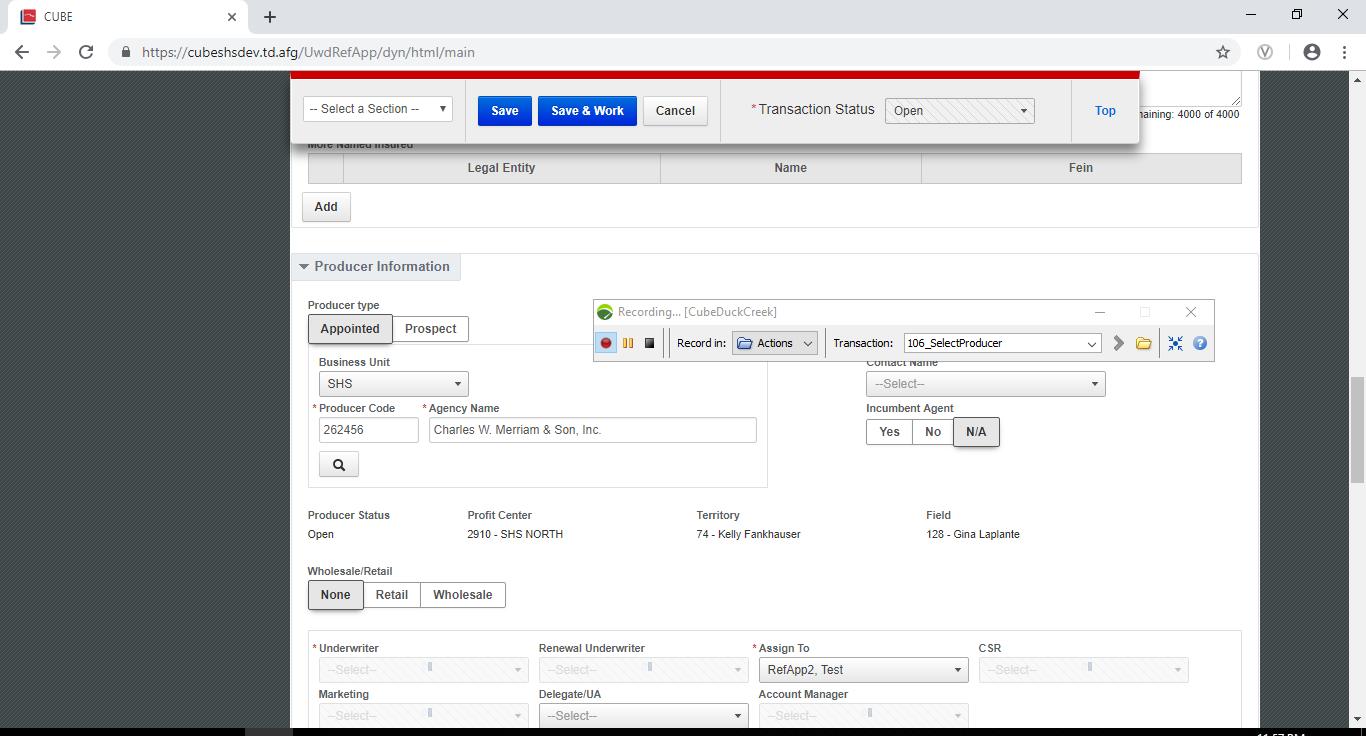 CUBE
https://cubeshsdev.td.afg/UwdRefApp/dyn/html/main
-- Select a Section -- Save Save & Work Cancel * Transaction Status Open Top
naining: 4000 of 4000
More Named Insured
Legal Entity Name Fein
Add
Producer Information
Producer type
Appointed Prospect
Recording... [CubeDuckCreek]
Record in: Actions Transaction: 106_SelectProducer
Business Unit
SHS
Contact Name
--Select--
* Producer Code * Agency Name
262456 Charles W. Merriam & Son, Inc.
Incumbent Agent
Yes No N/A
Producer Status Profit Center Territory Field
Open 2910 - SHS NORTH 74 - Kelly Fankhauser 128 - Gina Laplante
Wholesale/Retail
None Retail Wholesale
* Underwriter Renewal Underwriter * Assign To CSR
--Select-- --Select-- RefApp2, Test --Select--
Marketing Delegate/UA Account Manager
--Select-- --Select-- --Select--
11:57 PM